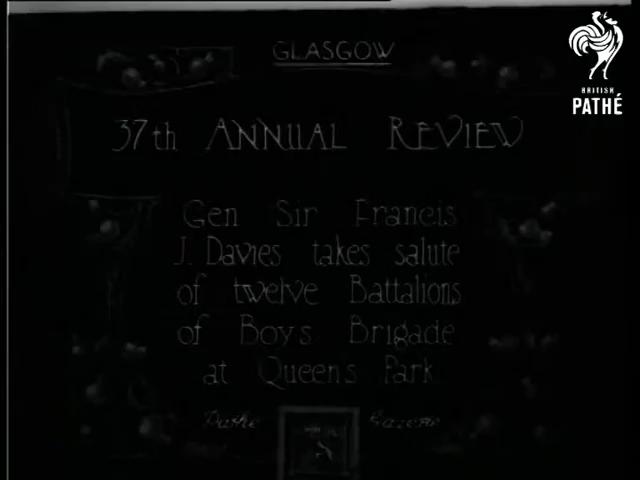 GLASGOW
BRITISH
PATHÉ
37th ANNUAL REVIEW
Gen Sir Francis
J. Davies takes salute
of twelve Battalions
of Boys Brigade
at Queen's Park
Pathe Gazette